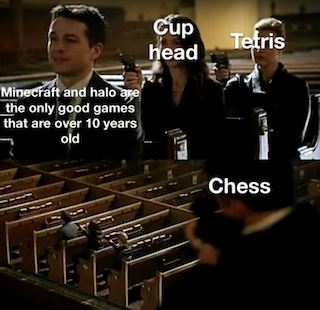 Cup
head
Tetris
Minecraft and halo are
the only good games
that are over 10 years
old
Chess